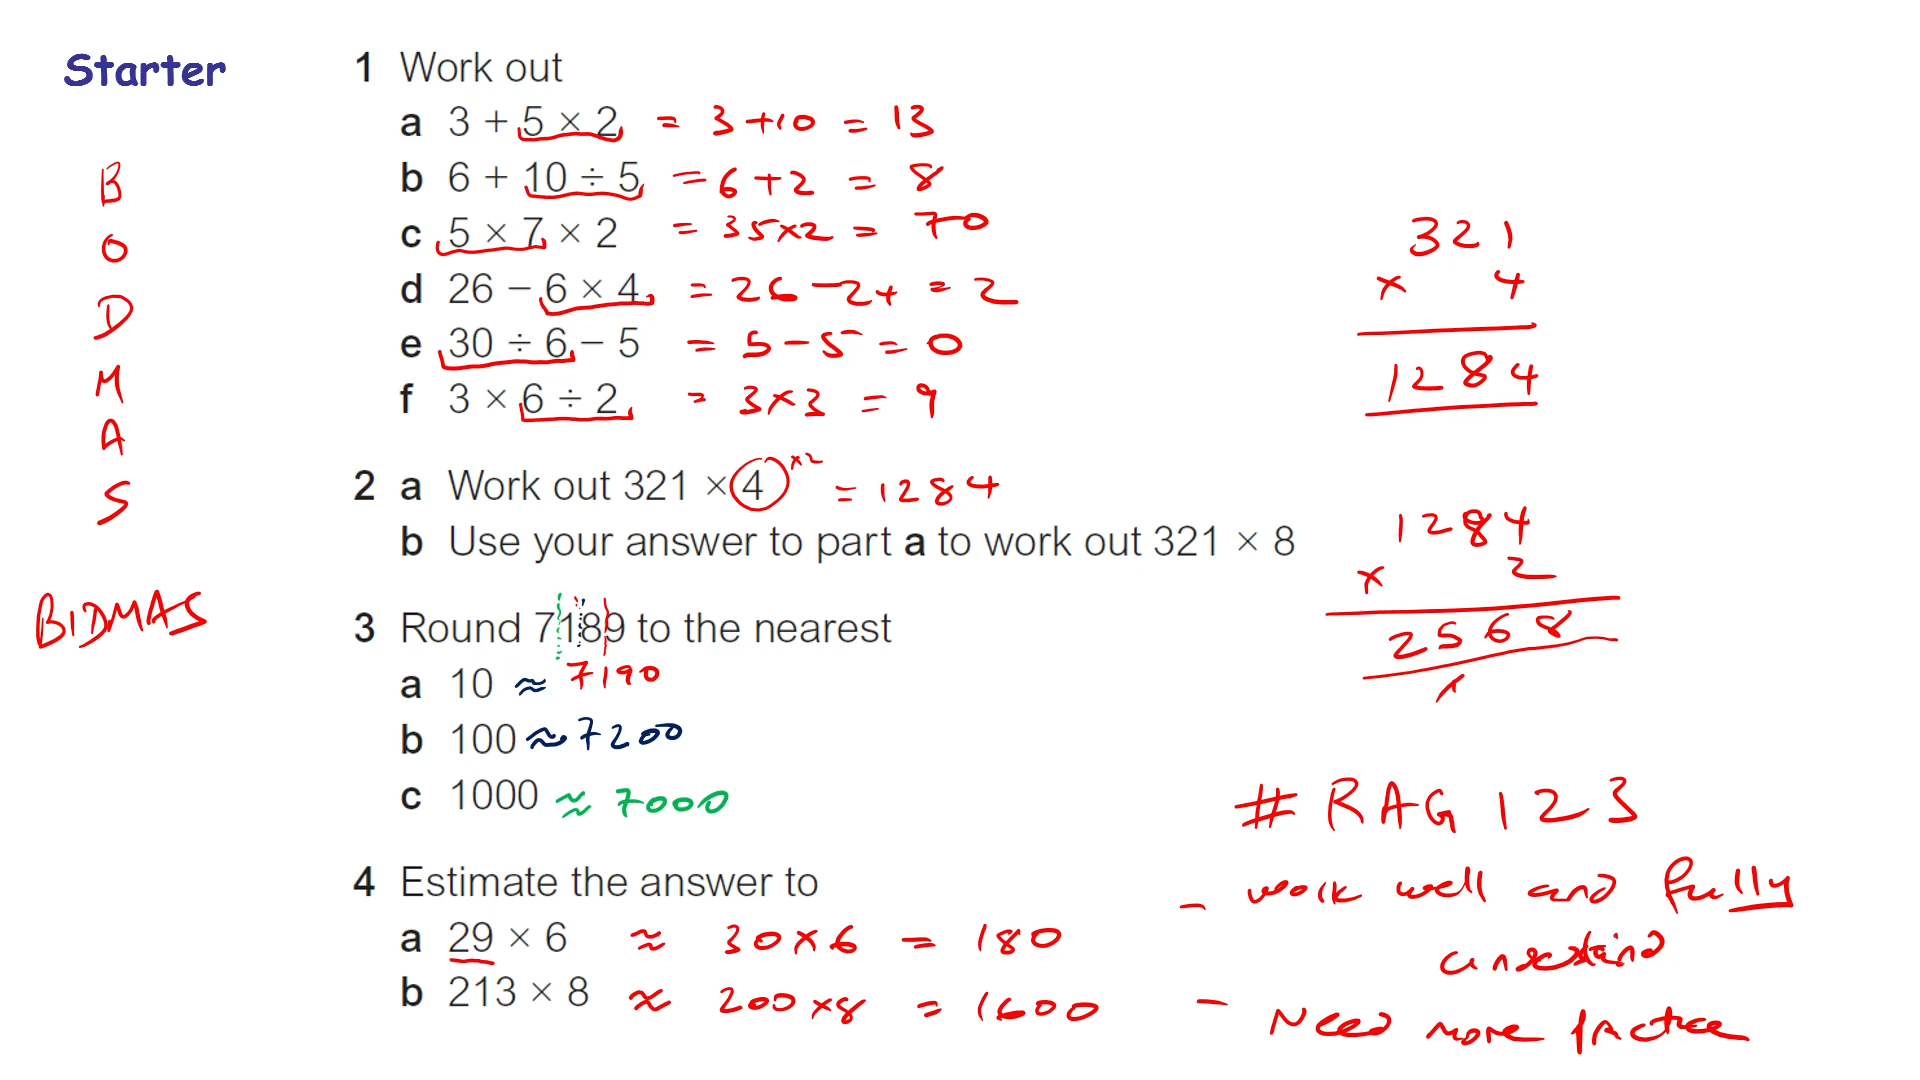 Starter
1 Work out
a 3 + 5 × 2 = 3 + 10 = 13
b 6 + 10 ÷ 5 = 6 + 2 = 8
c 5 × 7 × 2 = 35 × 2 = 70
d 26 − 6 × 4 = 26 − 24 = 2
e 30 ÷ 6 − 5 = 5 − 5 = 0
f 3 × 6 ÷ 2 = 3 × 3 = 9
B
O
D
M
A
S
BIDMAS
321
× 4
1284
2 a Work out 321 × 4 ×2 = 1284
b Use your answer to part a to work out 321 × 8
1284
× 2
2568
1
3 Round 7189 to the nearest
a 10 ≈ 7190
b 100 ≈ 7200
c 1000 ≈ 7000
4 Estimate the answer to
a 29 × 6 ≈ 30 × 6 = 180
b 213 × 8 ≈ 200 × 8 = 1600
# RAG 123
- work well and fully
understand
- Need more practice